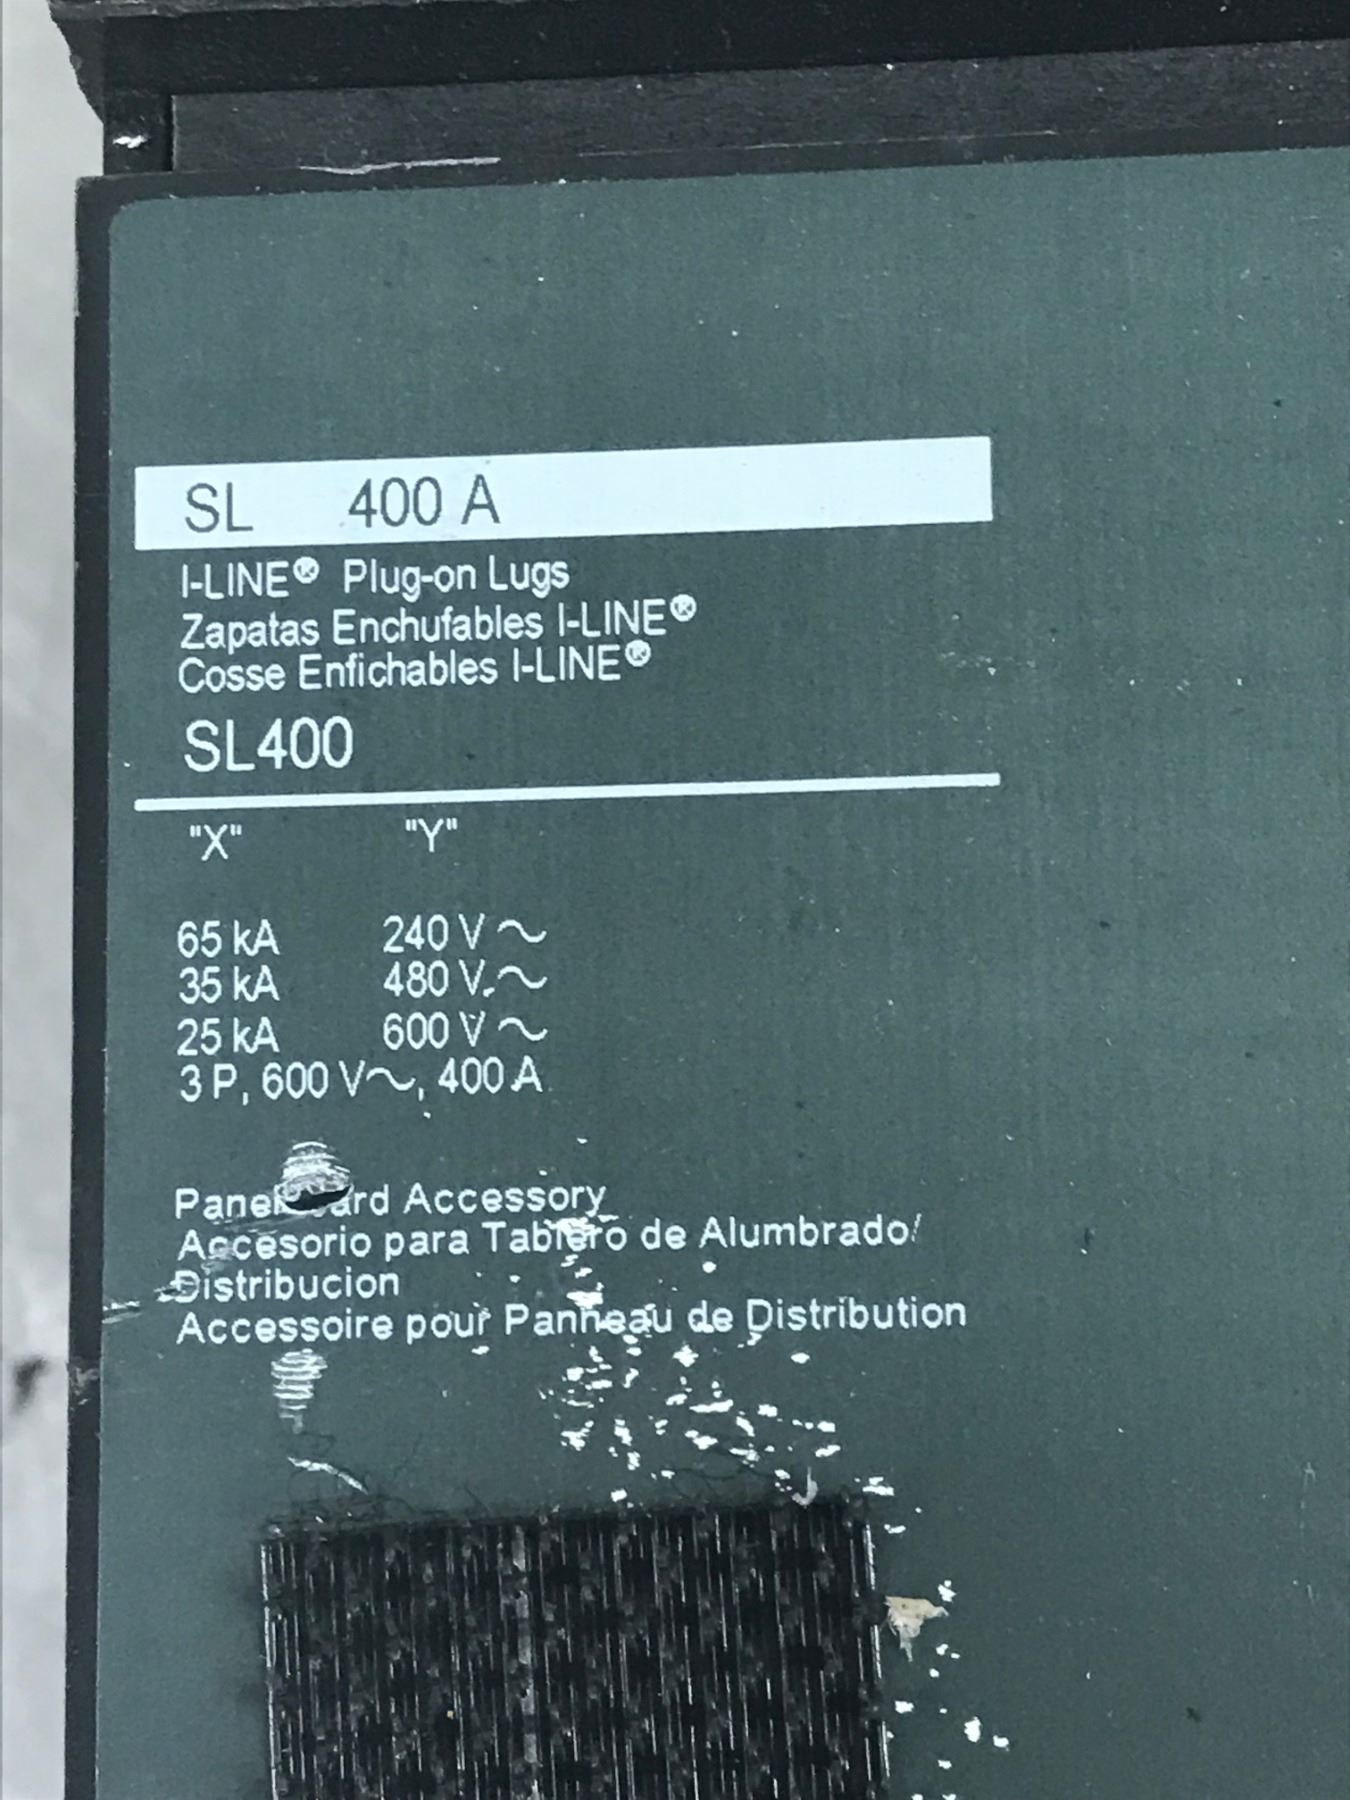 SL 400 A
I-LINE® Plug-on Lugs
Zapatas Enchufables I-LINE®
Cosse Enfichables I-LINE®
SL400
"X" "Y"
65 kA 240 V ~
35 kA 480 V ~
25 kA 600 V ~
3 P, 600 V~, 400 A
Accessory
Accesorio para Tablero de Alumbrado/
Distribucion
Accessoire pour Panneau de Distribution